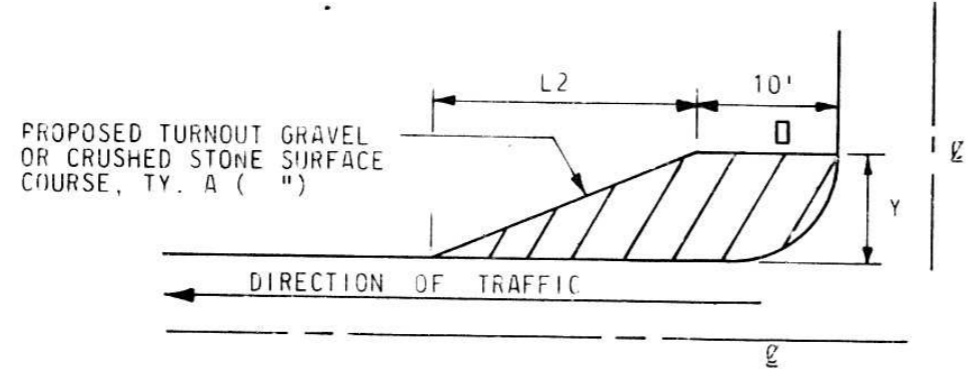 L2
10'
PROPOSED TURNOUT GRAVEL
OR CRUSHED STONE SURFACE
COURSE, TY. A ( ")
Y
℄
DIRECTION OF TRAFFIC
℄